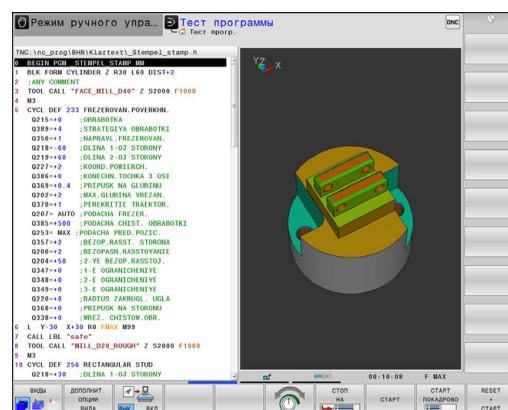 Режим ручного упра…
Тест программы
Тест прогр.
DNC
TNC:\nc_prog\BHB\Klartext\_Stempel_stamp.h
0 BEGIN PGM _STEMPEL_STAMP MM
1 BLK FORM CYLINDER Z R30 L60 DIST+2
2 ;ANY COMMENT
3 TOOL CALL "FACE_MILL_D40" Z S2000 F1000
4 M3
5 CYCL DEF 233 FREZEROVAN.POVERKHN.
Q215=+0 ;OBRABOTKA
Q389=+4 ;STRATEGIYA OBRABOTKI
Q350=+1 ;NAPRAVL.FREZEROVAN.
Q218=-60 ;DLINA 1-OJ STORONY
Q219=+60 ;DLINA 2-OJ STORONY
Q227=+2 ;KOORD.POWIERCH.
Q386=+0 ;KONECHN.TOCHKA 3 OSI
Q369=+0.4 ;PRIPUSK NA GLUBINU
Q202=+2 ;MAX.GLUBINA VREZAN.
Q370=+1 ;PEREKRITIE TRAEKTOR.
Q207= AUTO ;PODACHA FREZER.
Q385=+500 ;PODACHA CHIST. OBRABOTKI
Q253= MAX ;PODACHA PRED.POZIC.
Q357=+2 ;BEZOP.RASST. STORONA
Q200=+2 ;BEZOPASN.RASSTOYANIE
Q204=+50 ;2-YE BEZOP.RASSTOJ.
Q347=+0 ;1-E OGRANICHENIYE
Q348=+0 ;2-E OGRANICHENIYE
Q349=+0 ;3-E OGRANICHENIYE
Q220=+0 ;RADIUS ZAKRUGL. UGLA
Q368=+0 ;PRIPUSK NA STORONU
Q338=+0 ;WREZ. CHISTOW.OBR.
6 L Y-30 X+30 R0 FMAX M99
7 CALL LBL "safe"
8 TOOL CALL "MILL_D20_ROUGH" Z S2000 F1000
9 M3
10 CYCL DEF 256 RECTANGULAR STUD
Q218=+30 ;DLINA 1-OJ STORONY
YZ X
00:10:08 F MAX
ВИДЫ
ДОПОЛНИТ. ОПЦИИ ВИДА
ВЫК ВКЛ
СТОП НА
СТАРТ
СТАРТ ПОКАДРОВО
RESET + СТАРТ